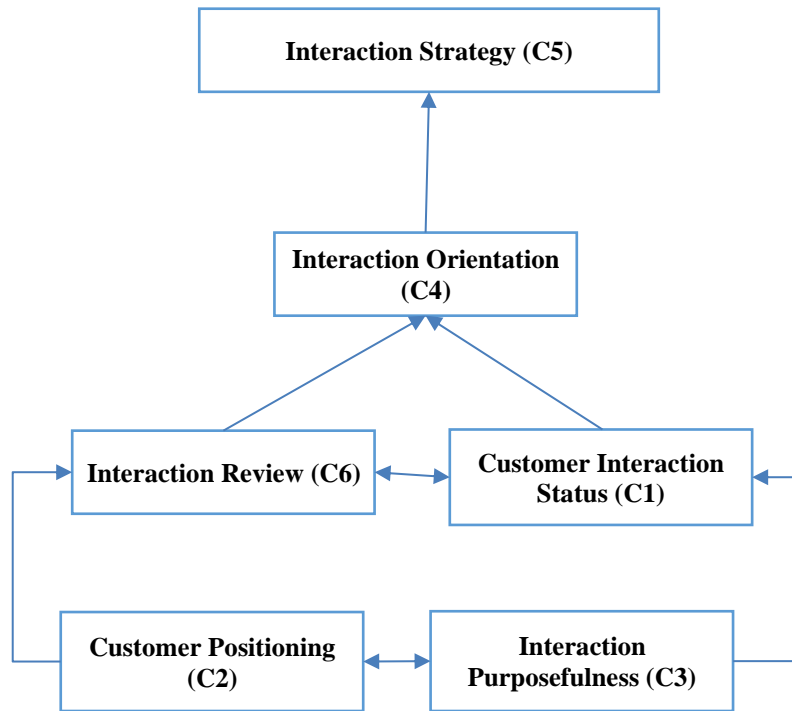 Interaction Strategy (C5)
Interaction Orientation
(C4)
Interaction Review (C6)
Customer Interaction
Status (C1)
Customer Positioning
(C2)
Interaction
Purposefulness (C3)